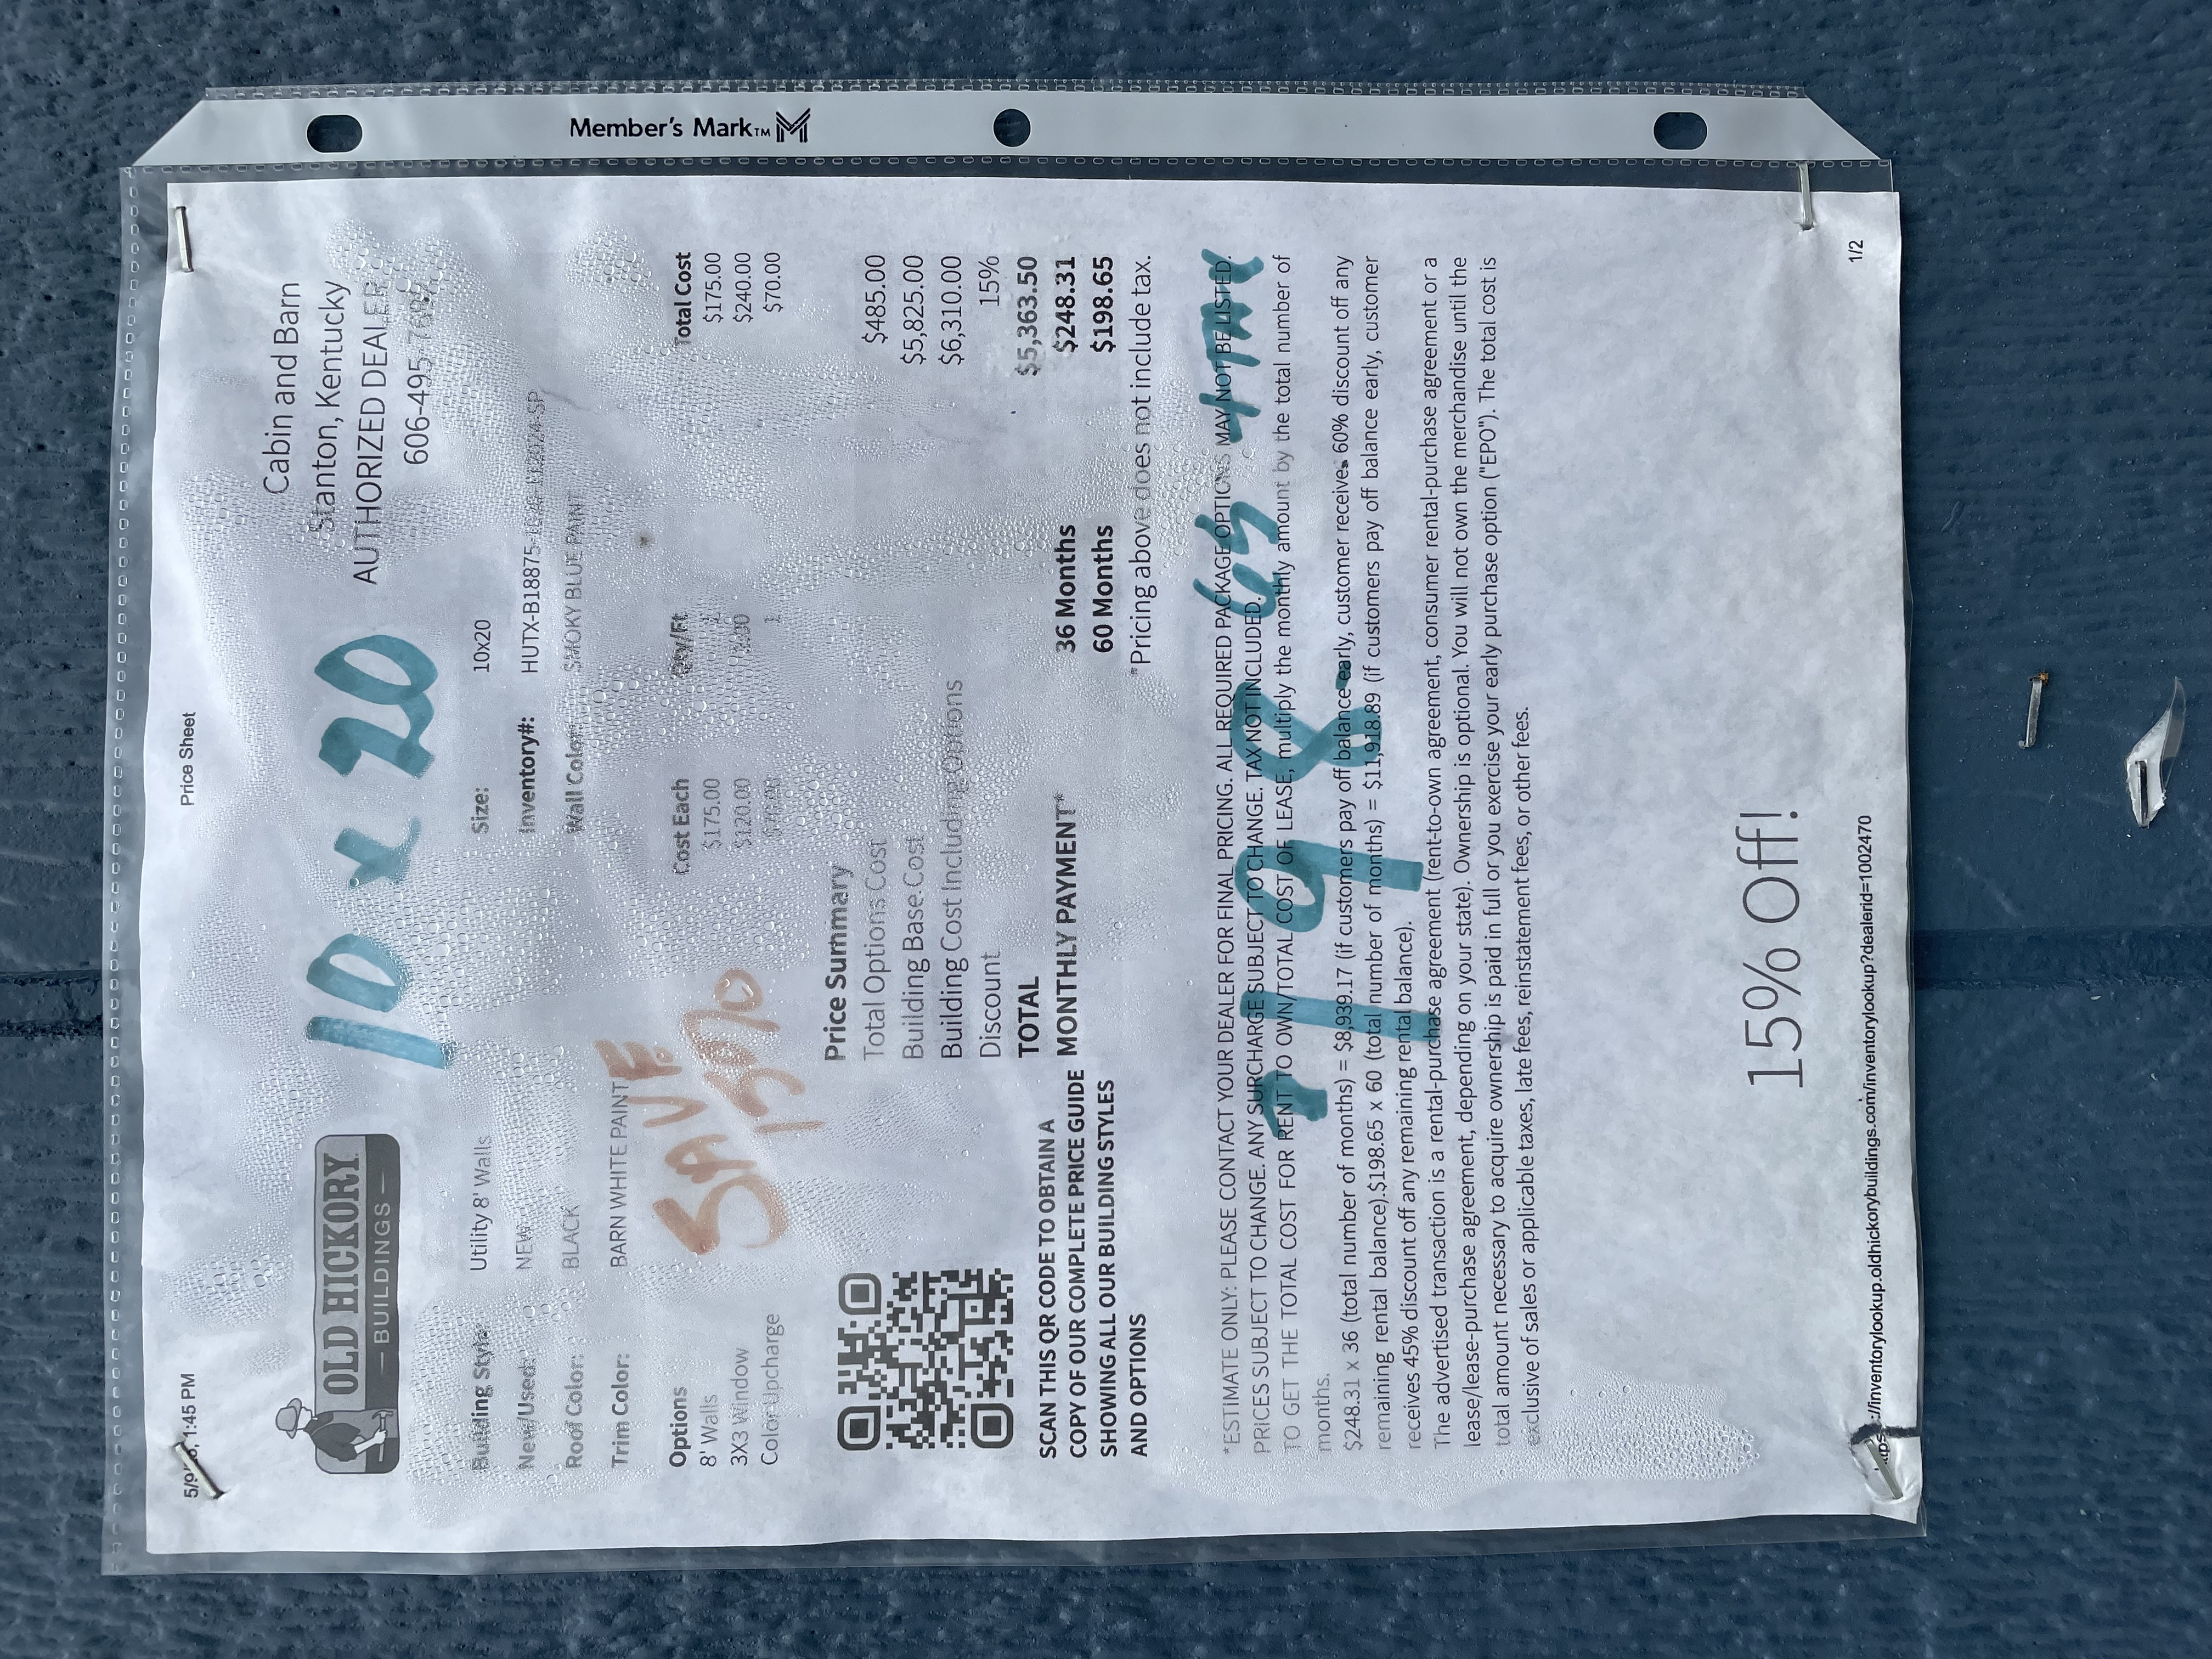 Member's Mark™
1:45 PM
Price Sheet
OLD HICKORY
BUILDINGS
10 x 20
Cabin and Barn
Stanton, Kentucky
AUTHORIZED DEALER
606-495-
Building Style: Utility 8' Walls Size: 10x20
New/Used: NEW Inventory#: HUTX-B18875-
Roof Color: BLACK Wall Color: SMOKY BLUE PAINT
Trim Color: BARN WHITE PAINT
SAVE
15%
Options Cost Each Qty/Ft Total Cost
8' Walls $175.00 $175.00
3X3 Window $120.00 $240.00
Color Upcharge $70.00 1 $70.00
Price Summary
Total Options Cost $485.00
Building Base Cost $5,825.00
Building Cost Including Options $6,310.00
Discount 15%
TOTAL $5,363.50
MONTHLY PAYMENT* 36 Months $248.31
60 Months $198.65
*Pricing above does not include tax.
SCAN THIS QR CODE TO OBTAIN A
COPY OF OUR COMPLETE PRICE GUIDE
SHOWING ALL OUR BUILDING STYLES
AND OPTIONS
198.65
*ESTIMATE ONLY: PLEASE CONTACT YOUR DEALER FOR FINAL PRICING. ALL REQUIRED PACKAGE OPTIONS MAY NOT BE LISTED.
PRICES SUBJECT TO CHANGE. ANY SURCHARGE SUBJECT TO CHANGE. TAX NOT INCLUDED.
TO GET THE TOTAL COST FOR RENT TO OWN/TOTAL COST OF LEASE, multiply the monthly amount by the total number of
months.
$248.31 x 36 (total number of months) = $8,939.17 (if customers pay off balance early, customer receives 60% discount off any
remaining rental balance).$198.65 x 60 (total number of months) = $11,918.89 (if customers pay off balance early, customer
receives 45% discount off any remaining rental balance).
The advertised transaction is a rental-purchase agreement (rent-to-own agreement, consumer rental-purchase agreement or a
lease/lease-purchase agreement, depending on your state). Ownership is optional. You will not own the merchandise until the
total amount necessary to acquire ownership is paid in full or you exercise your early purchase option ("EPO"). The total cost is
exclusive of sales or applicable taxes, late fees, reinstatement fees, or other fees.
15% Off!
://inventorylookup.oldhickorybuildings.com/inventorylookup?dealerid=1002470
1/2